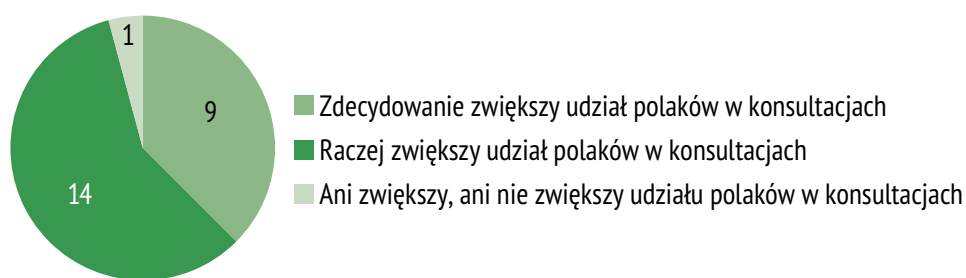 1
9
14
Zdecydowanie zwiększy udział polaków w konsultacjach
Raczej zwiększy udział polaków w konsultacjach
Ani zwiększy, ani nie zwiększy udziału polaków w konsultacjach